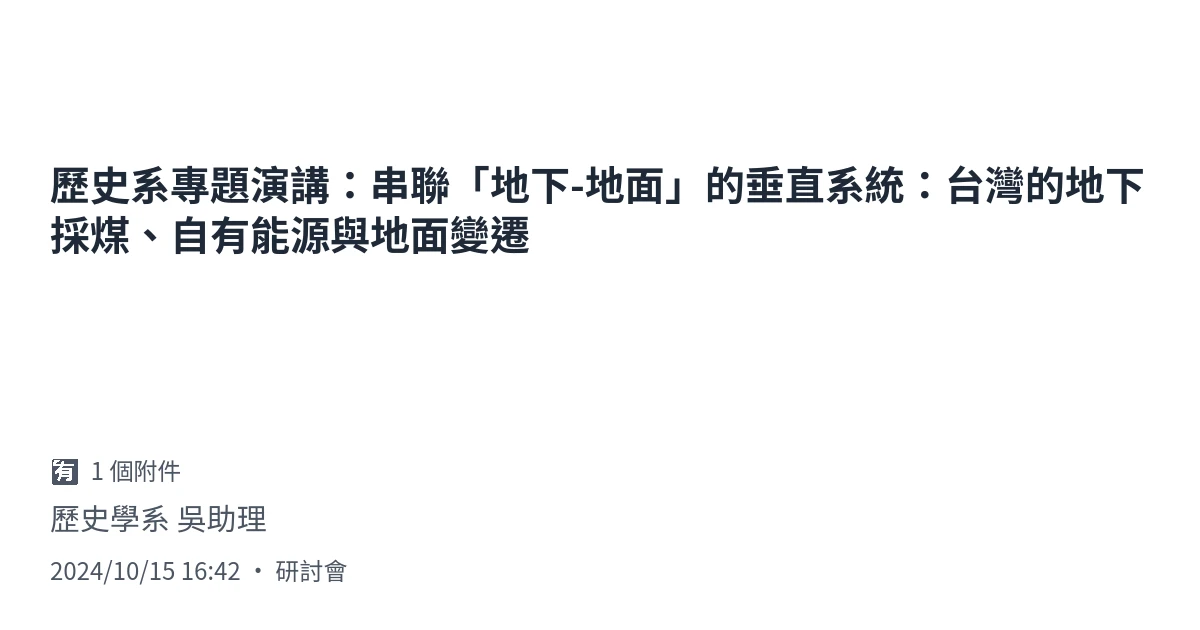 歷史系專題演講：串聯「地下-地面」的垂直系統：台灣的地下
採煤、自有能源與地面變遷
有 1 個附件
歷史學系 吳助理
2024/10/15 16:42 • 研討會